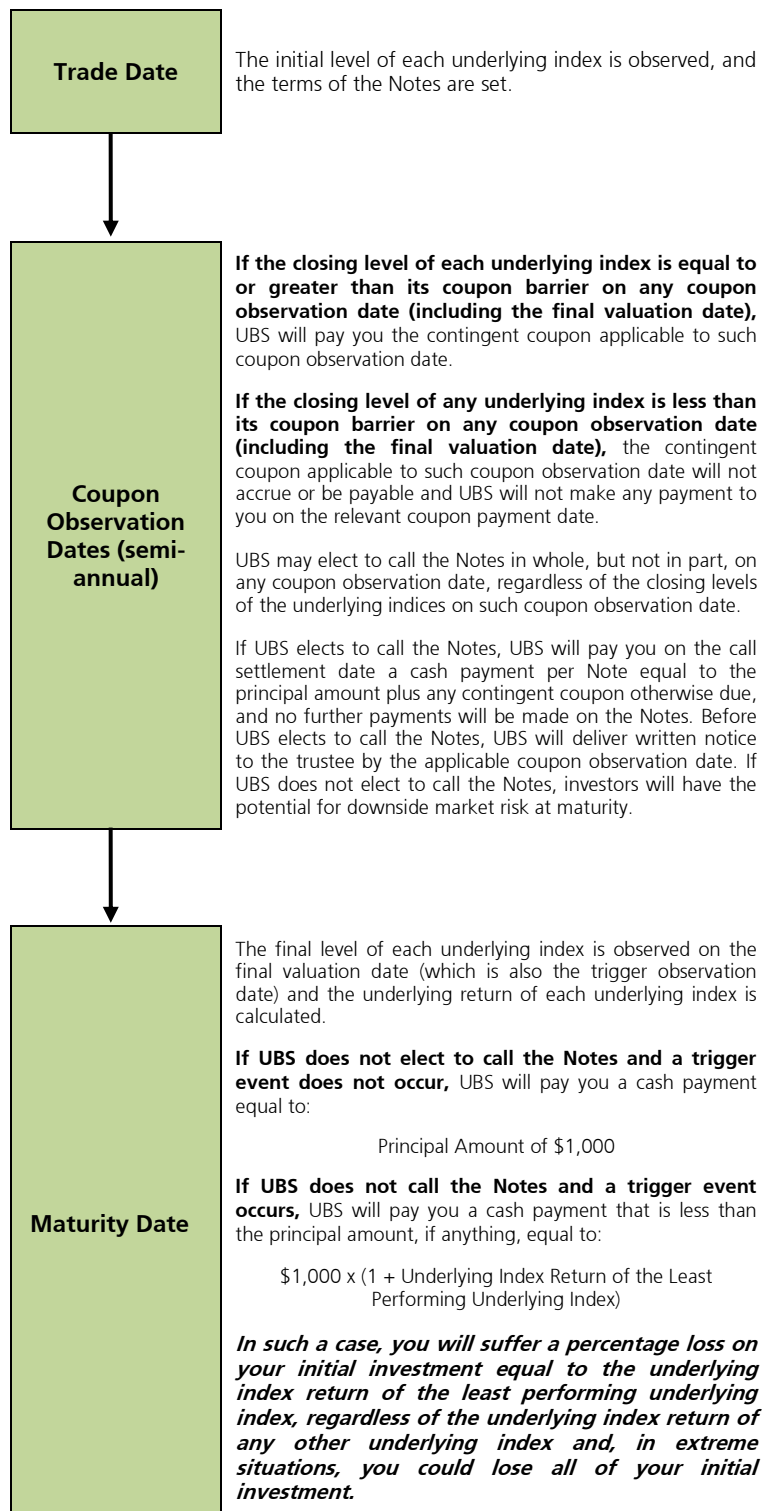 Trade Date
The initial level of each underlying index is observed, and
the terms of the Notes are set.
Coupon
Observation
Dates (semi-
annual)
If the closing level of each underlying index is equal to
or greater than its coupon barrier on any coupon
observation date (including the final valuation date),
UBS will pay you the contingent coupon applicable to such
coupon observation date.
If the closing level of any underlying index is less than
its coupon barrier on any coupon observation date
(including the final valuation date), the contingent
coupon applicable to such coupon observation date will not
accrue or be payable and UBS will not make any payment to
you on the relevant coupon payment date.
UBS may elect to call the Notes in whole, but not in part, on
any coupon observation date, regardless of the closing levels
of the underlying indices on such coupon observation date.
If UBS elects to call the Notes, UBS will pay you on the call
settlement date a cash payment per Note equal to the
principal amount plus any contingent coupon otherwise due,
and no further payments will be made on the Notes. Before
UBS elects to call the Notes, UBS will deliver written notice
to the trustee by the applicable coupon observation date. If
UBS does not elect to call the Notes, investors will have the
potential for downside market risk at maturity.
Maturity Date
The final level of each underlying index is observed on the
final valuation date (which is also the trigger observation
date) and the underlying return of each underlying index is
calculated.
If UBS does not elect to call the Notes and a trigger
event does not occur, UBS will pay you a cash payment
equal to:
Principal Amount of $1,000
If UBS does not call the Notes and a trigger event
occurs, UBS will pay you a cash payment that is less than
the principal amount, if anything, equal to:
$1,000 x (1 + Underlying Index Return of the Least
Performing Underlying Index)
In such a case, you will suffer a percentage loss on
your initial investment equal to the underlying
index return of the least performing underlying
index, regardless of the underlying index return of
any other underlying index and, in extreme
situations, you could lose all of your initial
investment.